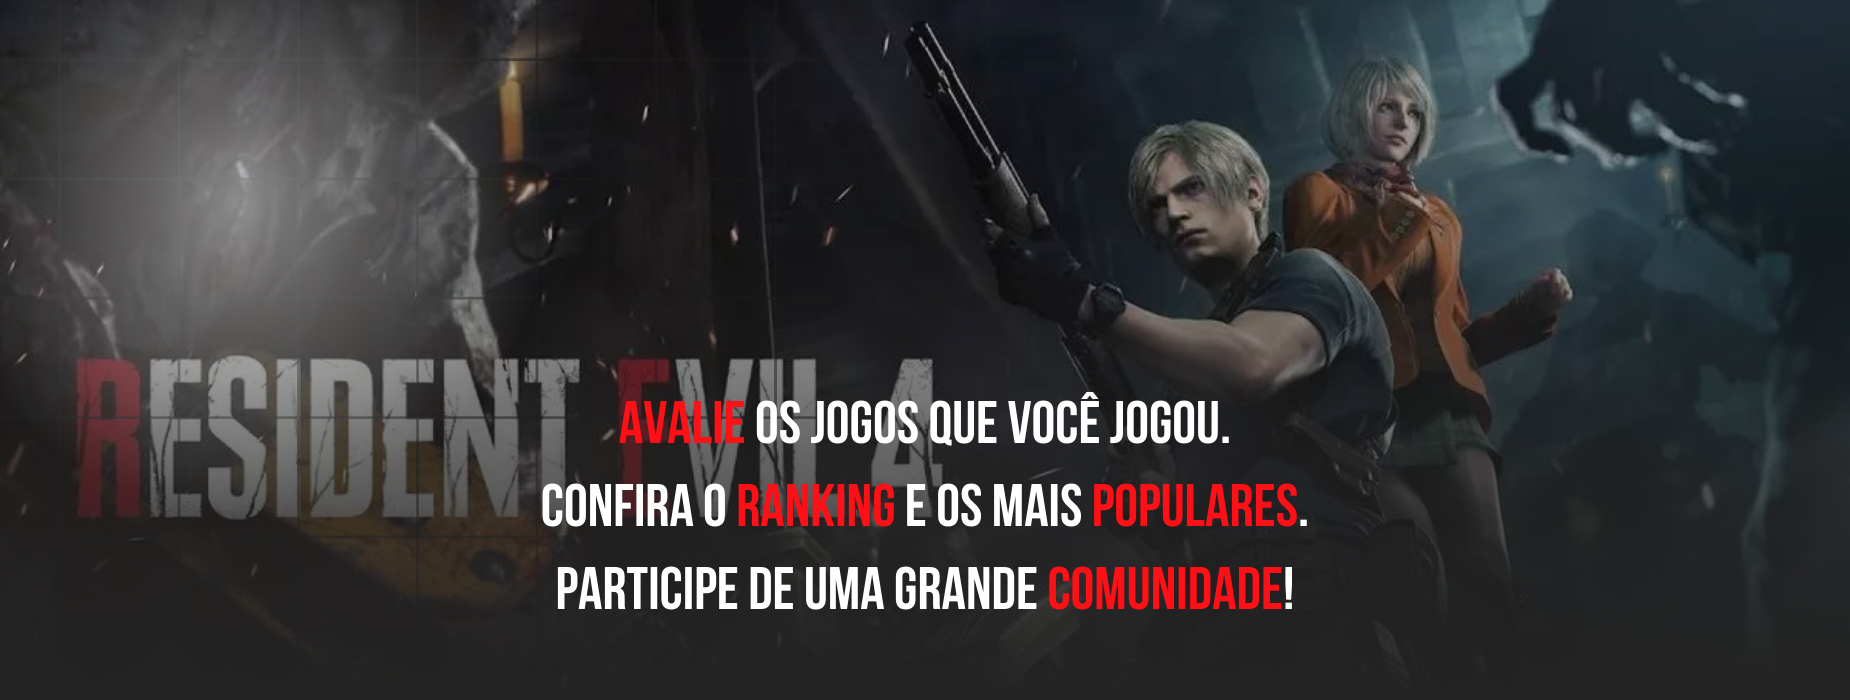 RESIDENT EVIL 4
AVALIE OS JOGOS QUE VOCÊ JOGOU.
CONFIRA O RANKING E OS MAIS POPULARES.
PARTICIPE DE UMA GRANDE COMUNIDADE!